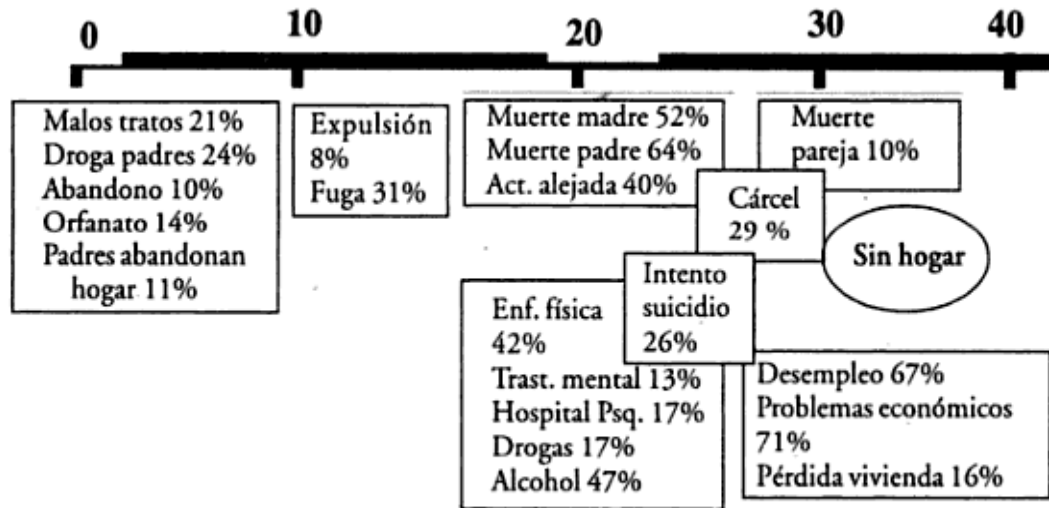 0 10 20 30 40
Malos tratos 21%
Droga padres 24%
Abandono 10%
Orfanato 14%
Padres abandonan
hogar 11%
Expulsión
8%
Fuga 31%
Muerte madre 52%
Muerte padre 64%
Act. alejada 40%
Muerte
pareja 10%
Cárcel
29 %
Sin hogar
Intento
suicidio
26%
Enf. física
42%
Trast. mental 13%
Hospital Psq. 17%
Drogas 17%
Alcohol 47%
Desempleo 67%
Problemas económicos
71%
Pérdida vivienda 16%